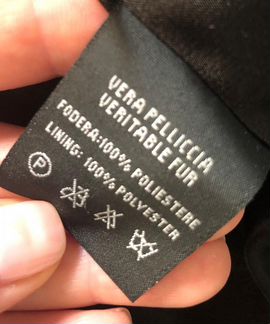 VERA PELLICCIA
VERITABLE FUR
FODERA:100% POLIESTERE
LINING: 100% POLYESTER
P